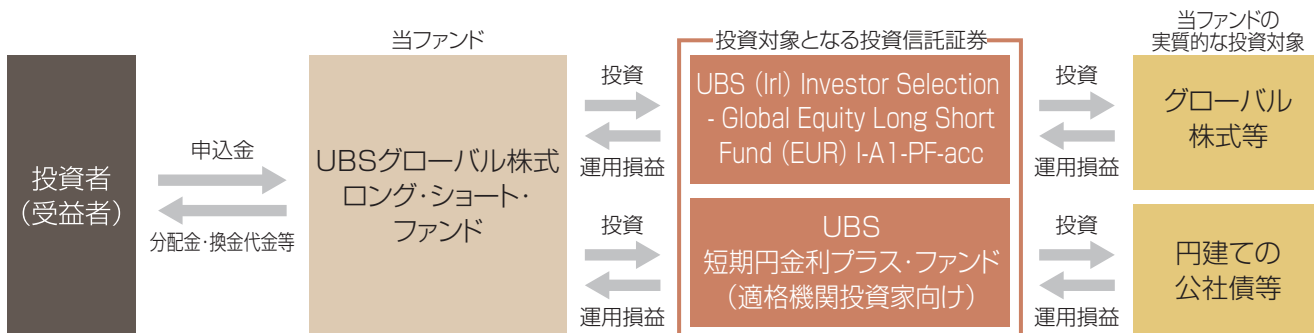 投資者
(受益者)
申込金
分配金・換金代金等
当ファンド
UBSグローバル株式
ロング・ショート・
ファンド
投資
運用損益
投資
運用損益
投資対象となる投資信託証券
UBS (Irl) Investor Selection
- Global Equity Long Short
Fund (EUR) I-A1-PF-acc
UBS
短期円金利プラス・ファンド
(適格機関投資家向け)
投資
運用損益
投資
運用損益
当ファンドの
実質的な投資対象
グローバル
株式等
円建ての
公社債等